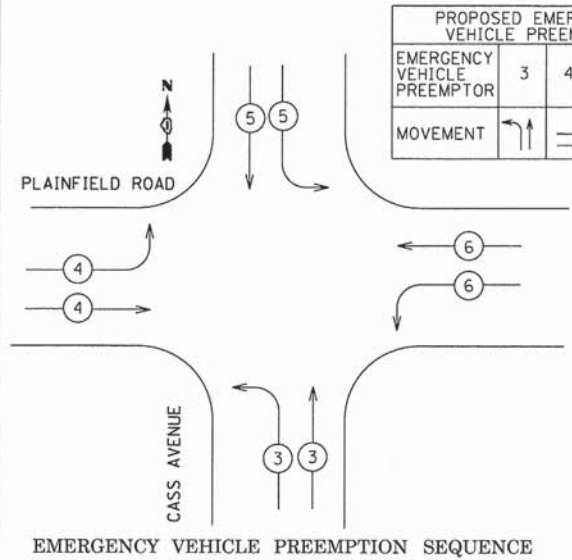 PROPOSED EMER
VEHICLE PREEM
EMERGENCY
VEHICLE
PREEMPTOR
3
4
MOVEMENT
N
5 5
PLAINFIELD ROAD
4
6
4
6
CASS AVENUE
3 3
EMERGENCY VEHICLE PREEMPTION SEQUENCE